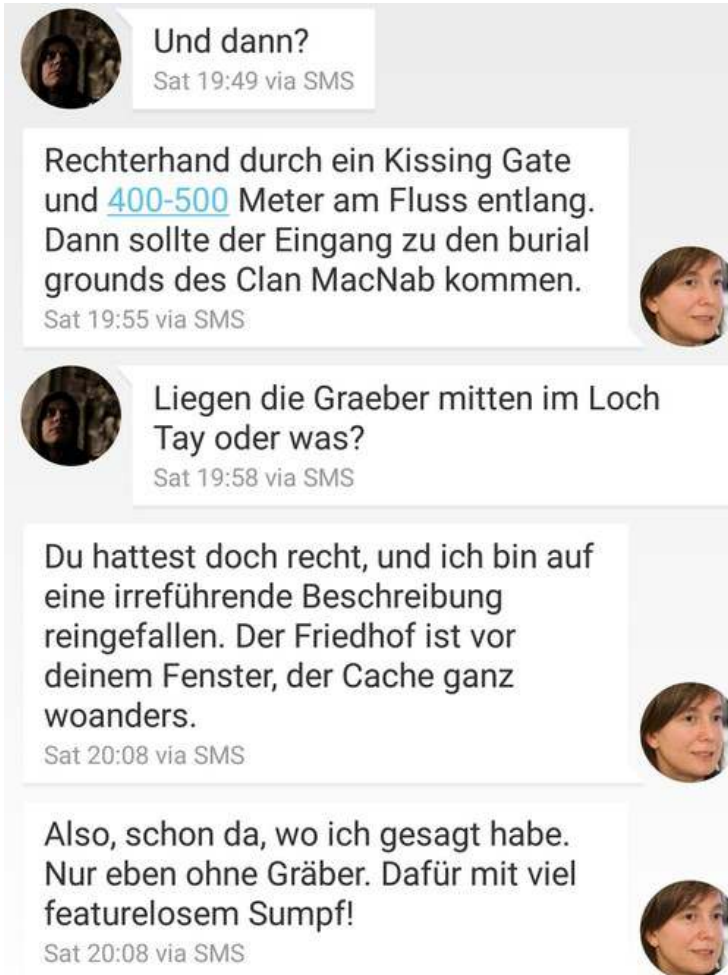 Und dann?
Sat 19:49 via SMS
Rechterhand durch ein Kissing Gate
und 400-500 Meter am Fluss entlang.
Dann sollte der Eingang zu den burial
grounds des Clan MacNab kommen.
Sat 19:55 via SMS
Liegen die Graeber mitten im Loch
Tay oder was?
Sat 19:58 via SMS
Du hattest doch recht, und ich bin auf
eine irreführende Beschreibung
reingefallen. Der Friedhof ist vor
deinem Fenster, der Cache ganz
woanders.
Sat 20:08 via SMS
Also, schon da, wo ich gesagt habe.
Nur eben ohne Gräber. Dafür mit viel
featurelosem Sumpf!
Sat 20:08 via SMS